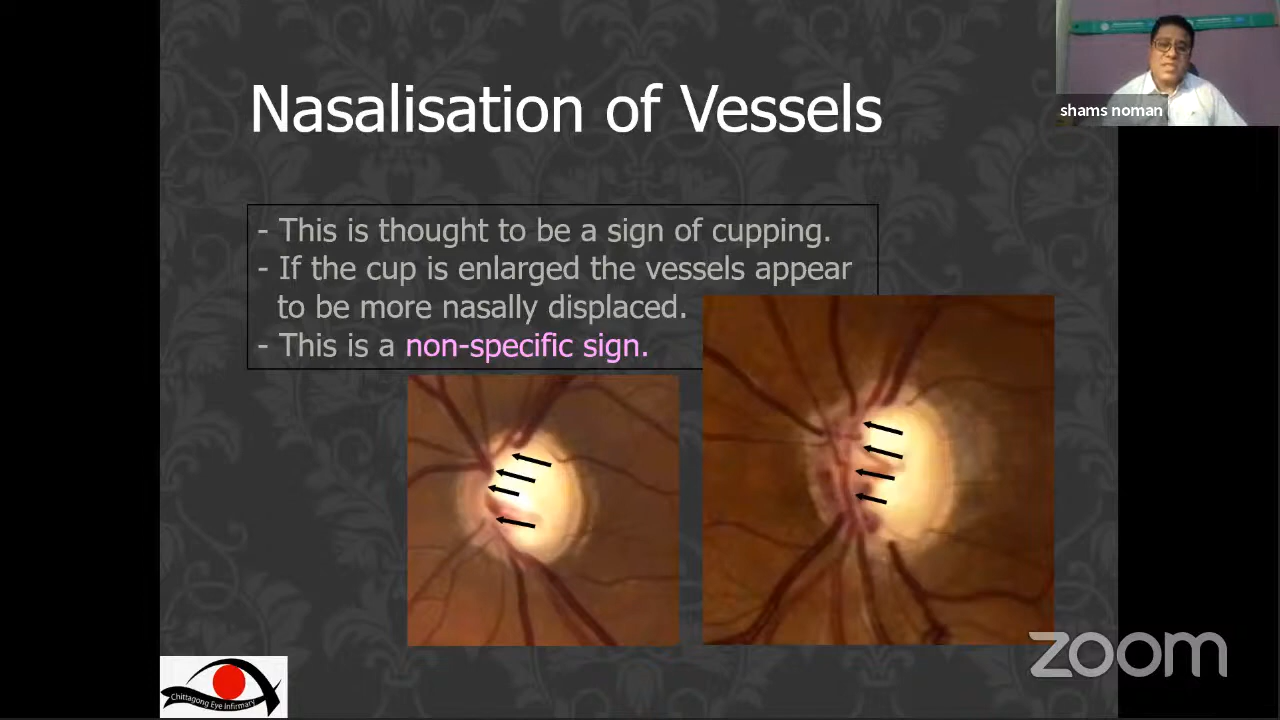 Nasalisation of Vessels
shams noman
- This is thought to be a sign of cupping.
- If the cup is enlarged the vessels appear
to be more nasally displaced.
- This is a non-specific sign.
zoom
Chittagong Eye Infirmary